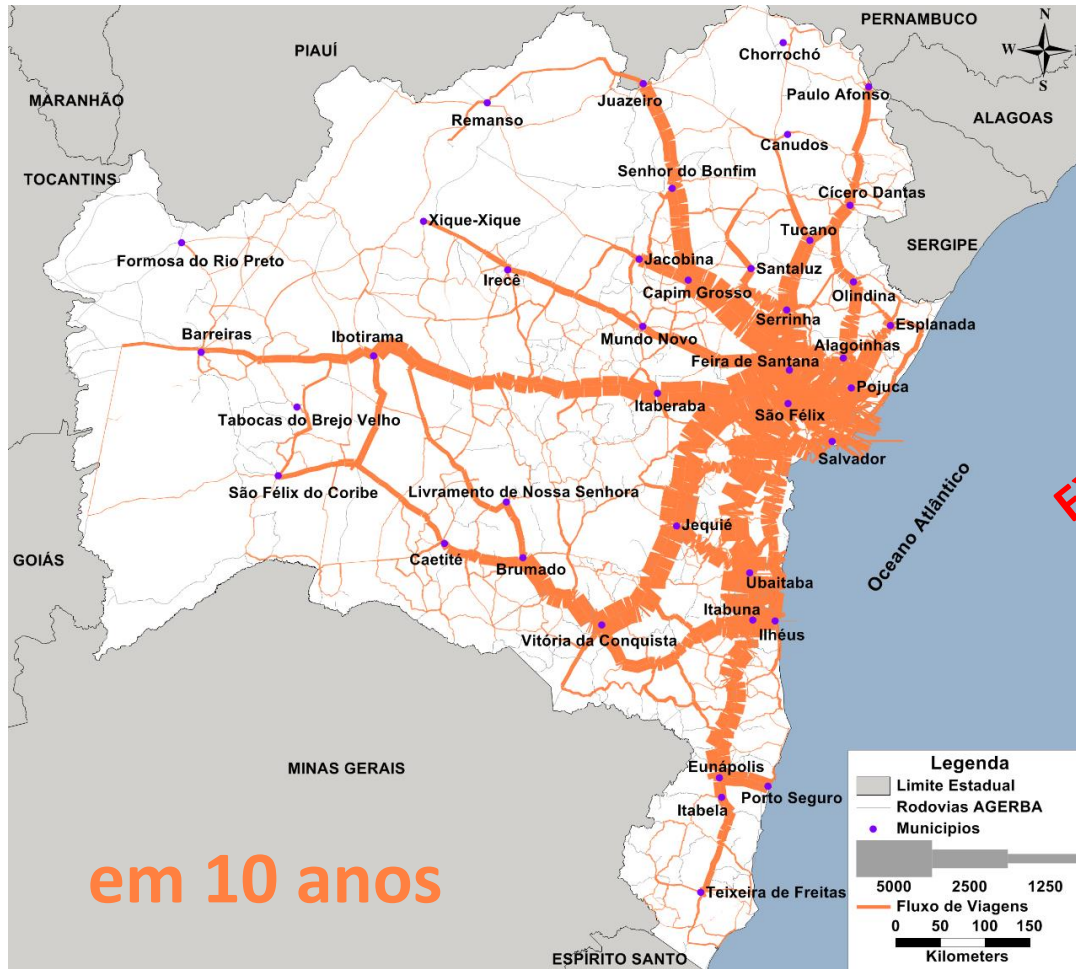 PERNAMBUCO
N
W
S
PIAUÍ
Chorrochó
MARANHÃO
Juazeiro
Paulo Afonso
Remanso
ALAGOAS
Canudos
TOCANTINS
Senhor do Bonfim
Cícero Dantas
Xique-Xique
Tucano
Formosa do Rio Preto
SERGIPE
Jacobina
Santaluz
Irecê
Capim Grosso
Olindina
Serrinha
Esplanada
Barreiras
Ibotirama
Mundo Novo
Alagoinhas
Feira de Santana
Pojuca
Itaberaba
São Félix
Tabocas do Brejo Velho
Salvador
São Félix do Coribe
Livramento de Nossa Senhora
Oceano Atlântico
Jequié
GOIÁS
Caetité
Brumado
Ubaitaba
Itabuna
Ilhéus
Vitória da Conquista
MINAS GERAIS
Eunápolis
Porto Seguro
Itabela
Teixeira de Freitas
ESPÍRITO SANTO
em 10 anos
Legenda
Limite Estadual
Rodovias AGERBA
Municipios
5000 2500 1250
Fluxo de Viagens
0 50 100 150
Kilometers